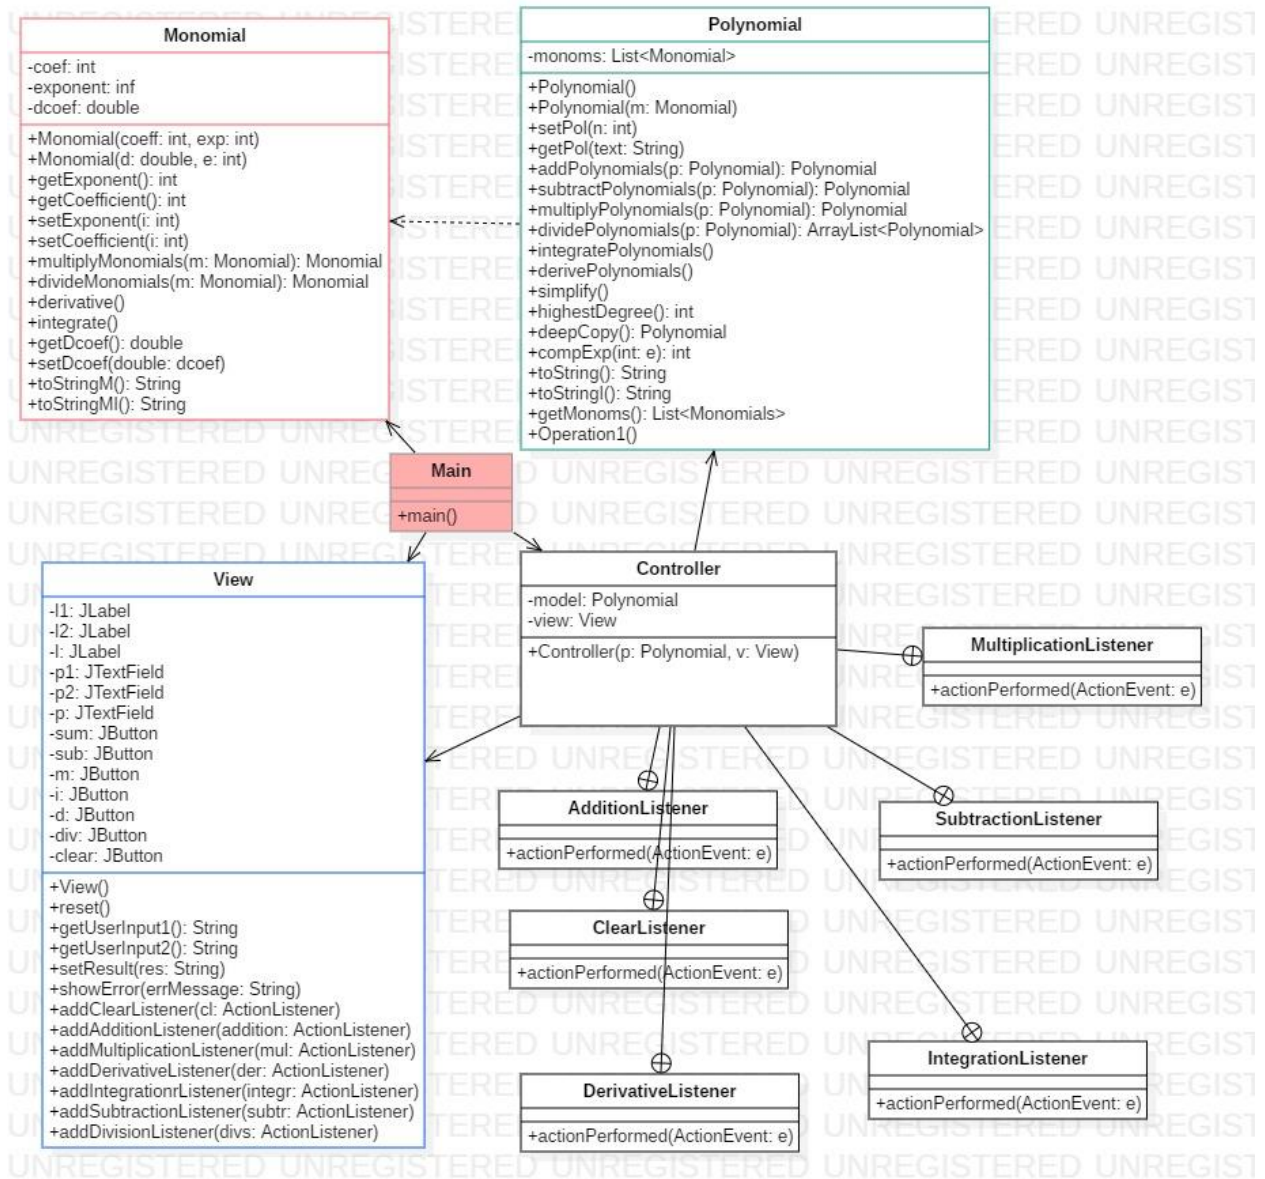 Monomial
-coef: int
-exponent: inf
-dcoef: double
+Monomial(coeff: int, exp: int)
+Monomial(d: double, e: int)
+getExponent(): int
+getCoefficient(): int
+setExponent(i: int)
+setCoefficient(i: int)
+multiplyMonomials(m: Monomial): Monomial
+divideMonomials(m: Monomial): Monomial
+derivative()
+integrate()
+getDcoef(): double
+setDcoef(double: dcoef)
+toStringM(): String
+toStringMI(): String
Polynomial
-monoms: List<Monomial>
+Polynomial()
+Polynomial(m: Monomial)
+setPol(n: int)
+getPol(text: String)
+addPolynomials(p: Polynomial): Polynomial
+subtractPolynomials(p: Polynomial): Polynomial
+multiplyPolynomials(p: Polynomial): Polynomial
+dividePolynomials(p: Polynomial): ArrayList<Polynomial>
+integratePolynomials()
+derivePolynomials()
+simplify()
+highestDegree(): int
+deepCopy(): Polynomial
+compExp(int: e): int
+toString(): String
+toStringI(): String
+getMonoms(): List<Monomials>
+Operation1()
Main
+main()
View
-l1: JLabel
-l2: JLabel
-l: JLabel
-p1: JTextField
-p2: JTextField
-p: JTextField
-sum: JButton
-sub: JButton
-m: JButton
-i: JButton
-d: JButton
-div: JButton
-clear: JButton
+View()
+reset()
+getUserInput1(): String
+getUserInput2(): String
+setResult(res: String)
+showError(errMessage: String)
+addClearListener(cl: ActionListener)
+addAdditionListener(addition: ActionListener)
+addMultiplicationListener(mul: ActionListener)
+addDerivativeListener(der: ActionListener)
+addIntegrationrListener(integr: ActionListener)
+addSubtractionListener(subtr: ActionListener)
+addDivisionListener(divs: ActionListener)
Controller
-model: Polynomial
-view: View
+Controller(p: Polynomial, v: View)
MultiplicationListener
+actionPerformed(ActionEvent: e)
AdditionListener
+actionPerformed(ActionEvent: e)
SubtractionListener
+actionPerformed(ActionEvent: e)
ClearListener
+actionPerformed(ActionEvent: e)
IntegrationListener
+actionPerformed(ActionEvent: e)
DerivativeListener
+actionPerformed(ActionEvent: e)